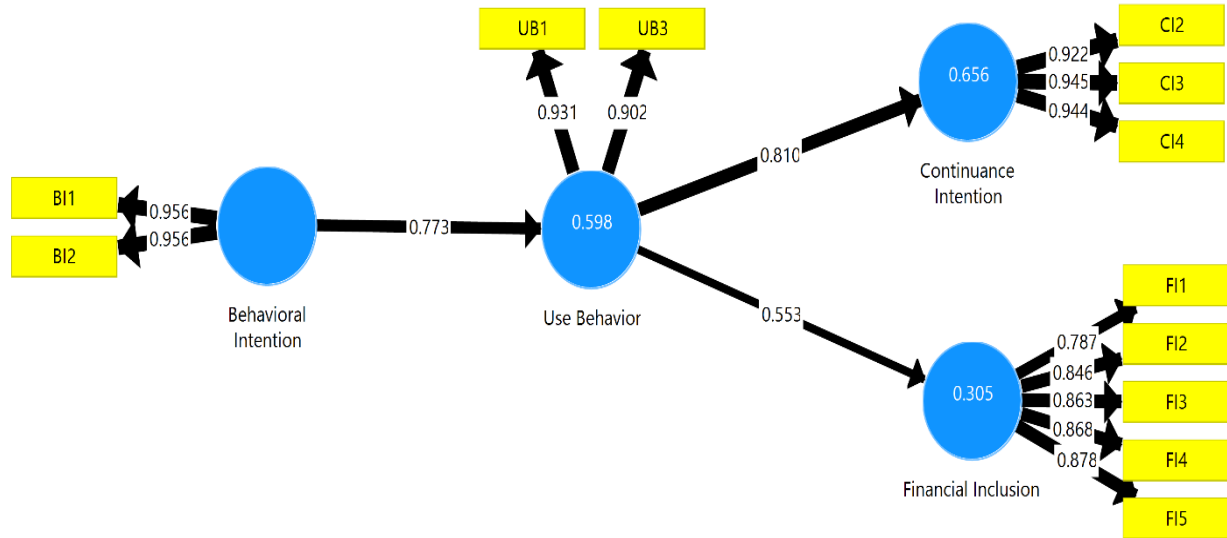 UB1
UB3
CI2
0.922
0.656
0.945
CI3
0.931
0.902
0.944
CI4
0.810
Continuance
Intention
BI1
0.956
0.773
0.598
BI2
0.956
Behavioral
Intention
Use Behavior
0.553
FI1
0.787
FI2
0.846
0.305
0.863
FI3
0.868
FI4
0.878
Financial Inclusion
FI5